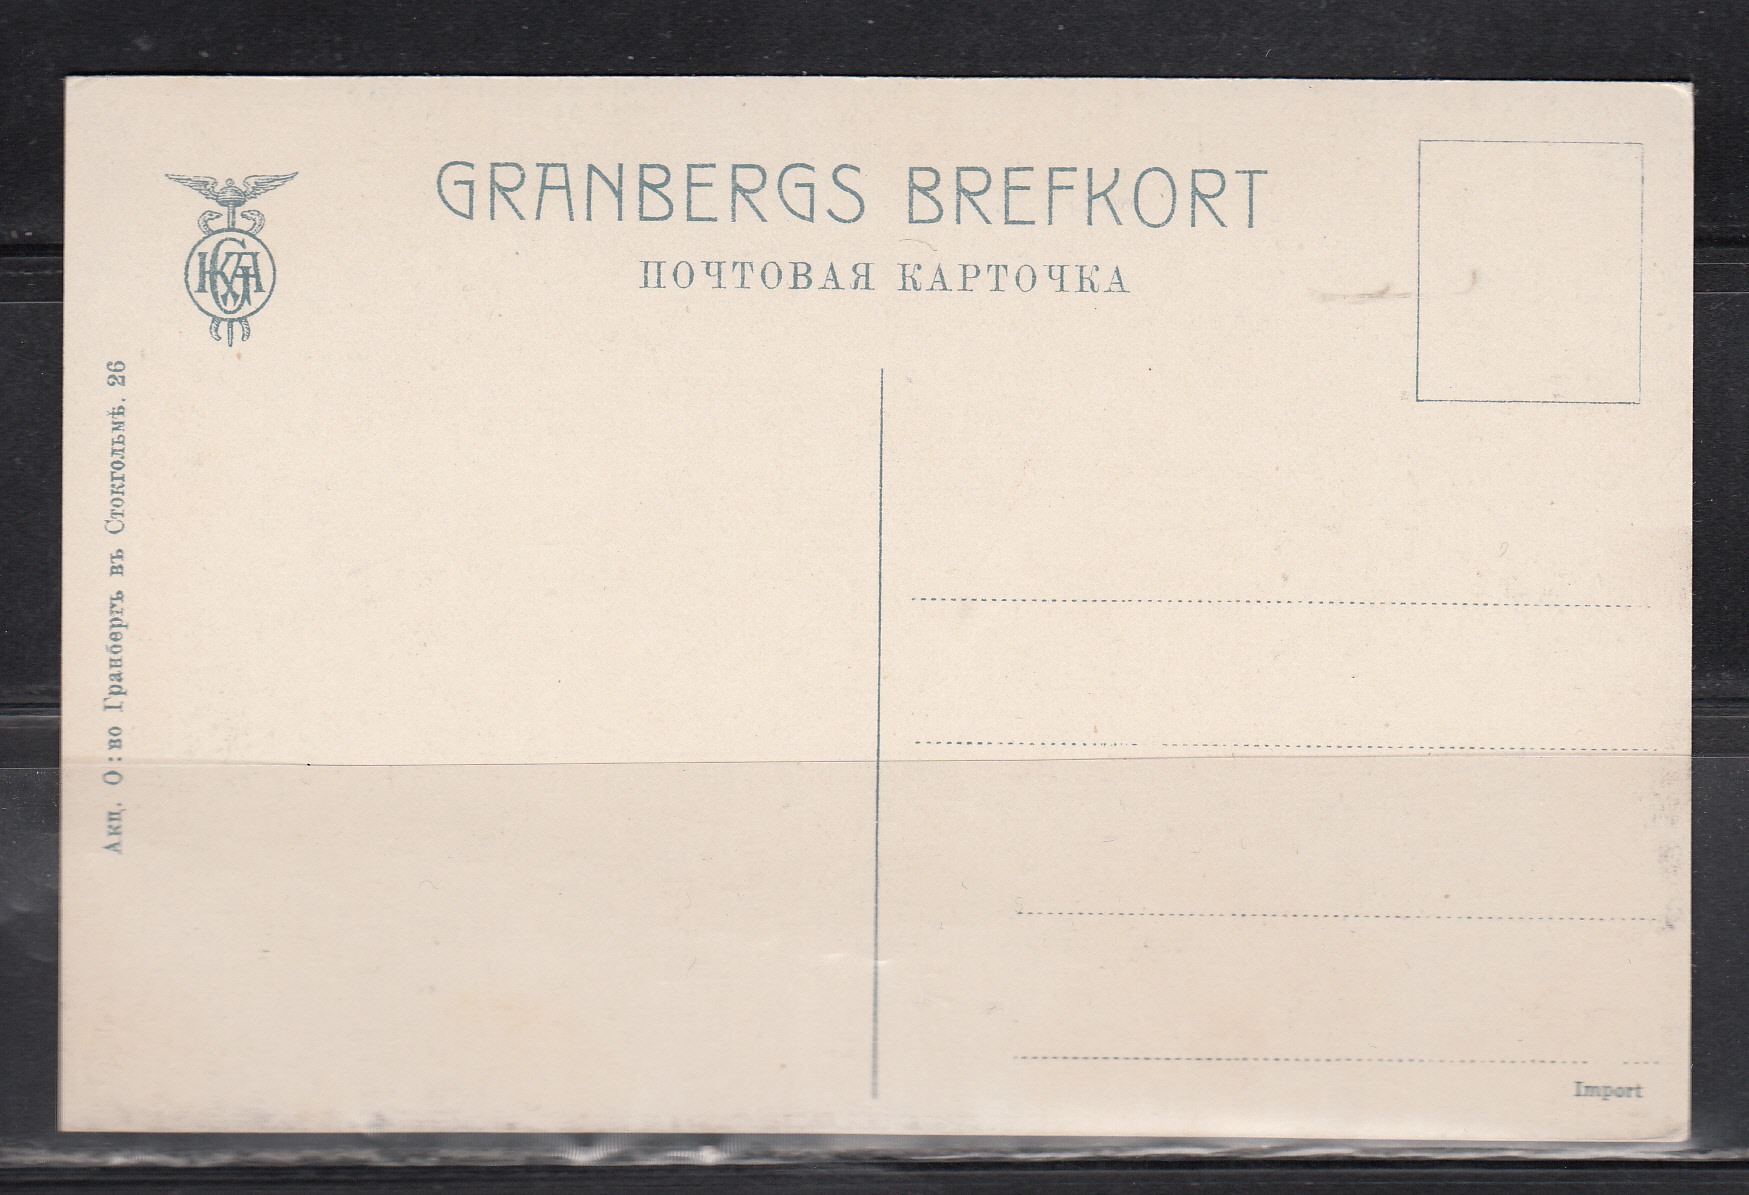 GRANBERGS BREFKORT
ПОЧТОВАЯ КАРТОЧКА
Акц. О:во Гранбергъ въ Стокгольмѣ. 26
Import